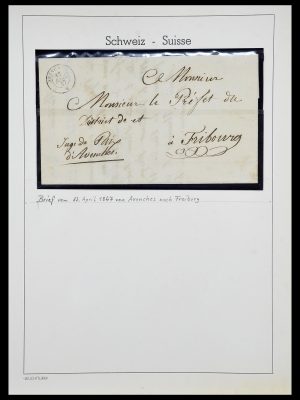 Schweiz - Suisse
A Monsieur
Monsieur le Préfet du
District de et
à Fribourg
Juge de Paix
d'Avenches
Brief vom 23. April 1847 von Avenches nach Freiburg